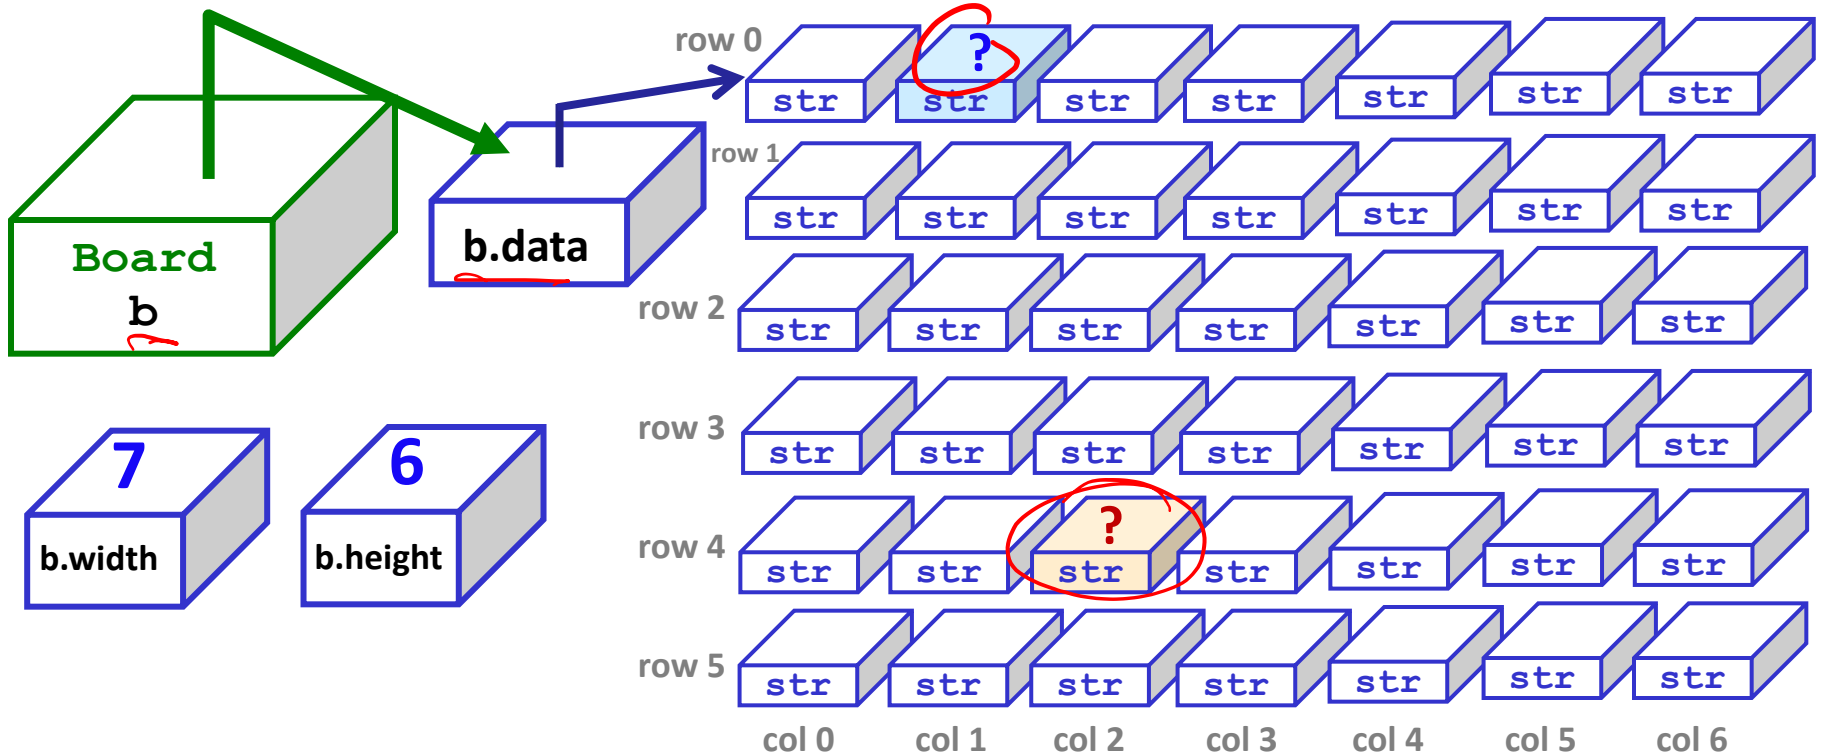 row 0
?
str str str str str str str
row 1
str str str str str str str
Board
b
b.data
row 2
str str str str str str str
row 3
str str str str str str str
7
b.width
6
b.height
row 4
?
str str str str str str str
row 5
str str str str str str str
col 0 col 1 col 2 col 3 col 4 col 5 col 6